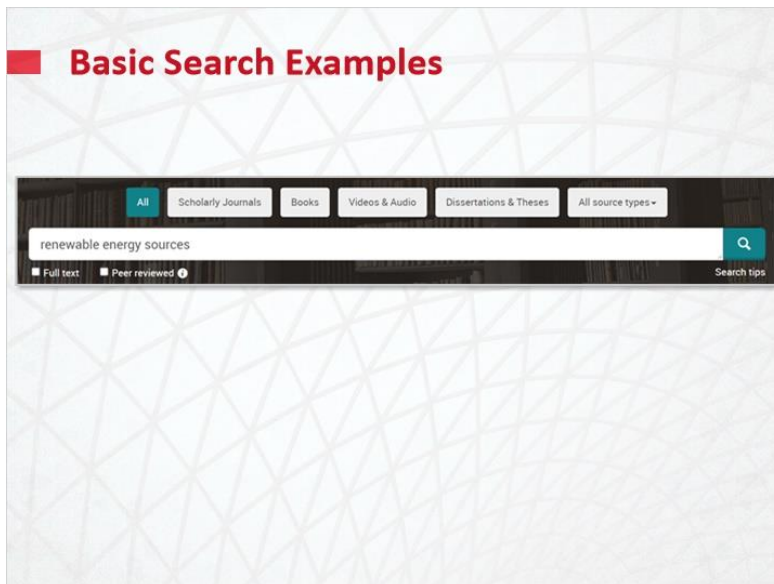 Basic Search Examples
All Scholarly Journals Books Videos & Audio Dissertations & Theses All source types
renewable energy sources
Full text Peer reviewed Search tips